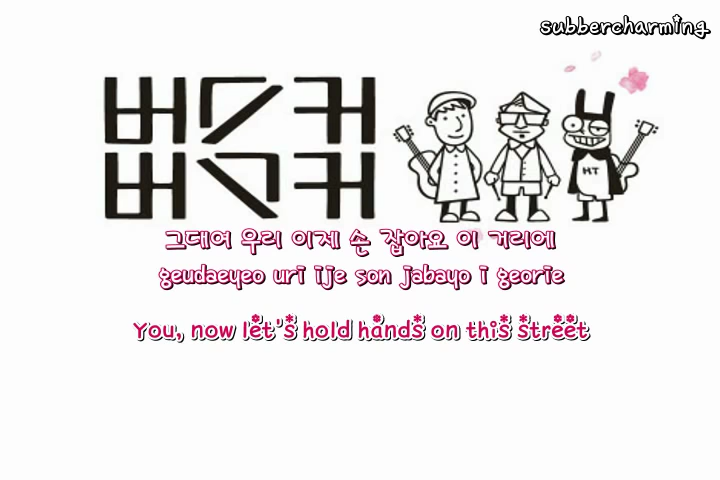 subbercharming
버스커
버스커
HT
그대여 우리 이제 손 잡아요 이 거리에
geudaeyeo uri ije son jabayo i georie
You, now let's hold hands on this street